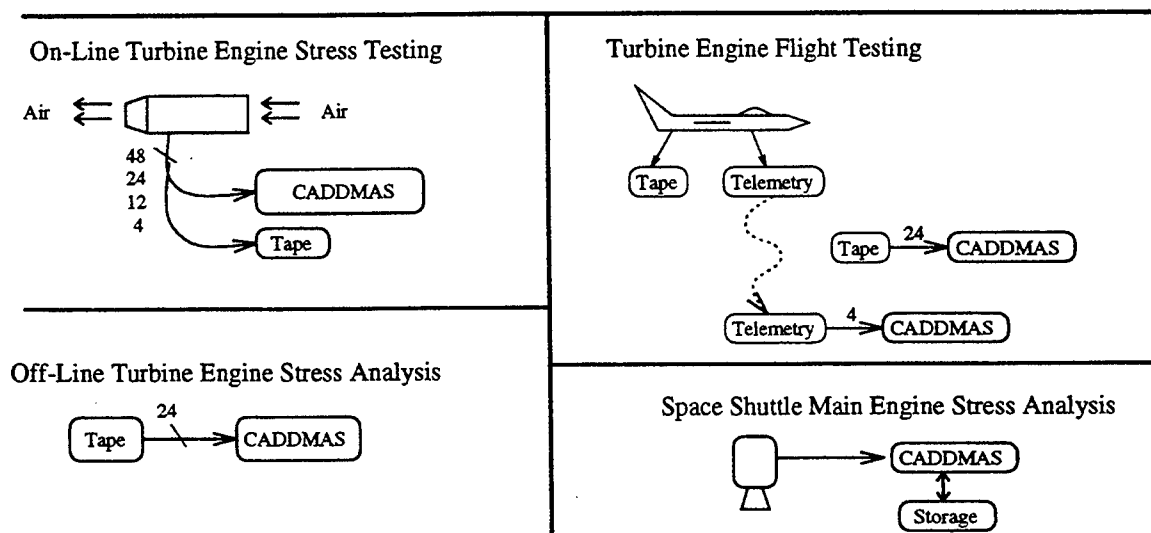 On-Line Turbine Engine Stress Testing
Air
Air
48
24
12
4
CADDMAS
Tape
Turbine Engine Flight Testing
Tape
Telemetry
Tape
24
CADDMAS
Telemetry
4
CADDMAS
Off-Line Turbine Engine Stress Analysis
Tape
24
CADDMAS
Space Shuttle Main Engine Stress Analysis
CADDMAS
Storage